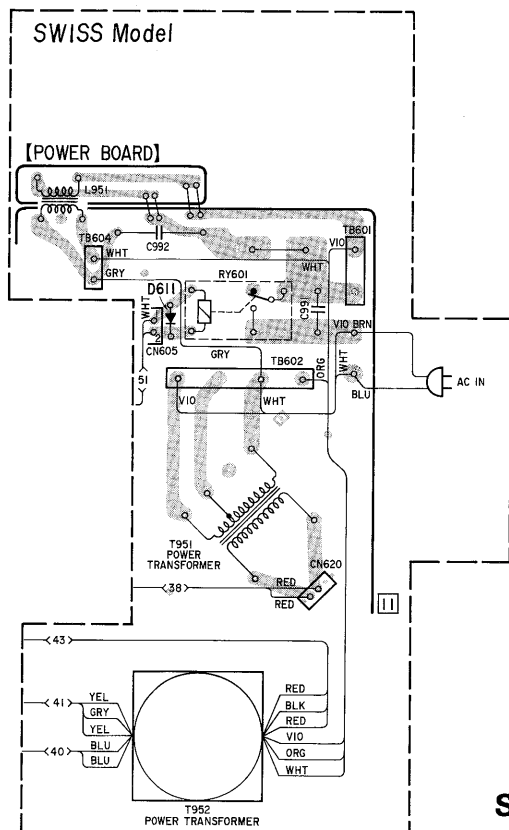 SWISS Model
【POWER BOARD】
L951
TB601
TB604
C992
VIO
WHT
WHT
GRY
D611
RY601
C991
WHT
2
CN605
VIO BRN
GRY
TB602
ORG
WHT
AC IN
51
BLU
VIO
WHT
T951
POWER
TRANSFORMER
CN620
38
RED
RED
11
43
41
YEL
GRY
YEL
40
BLU
BLU
RED
BLK
RED
VIO
ORG
WHT
T952
POWER TRANSFORMER
S